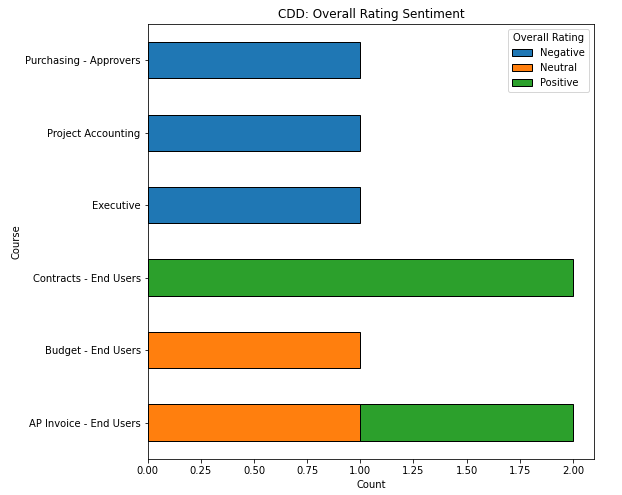 CDD: Overall Rating Sentiment
Overall Rating
Negative
Neutral
Positive
Purchasing - Approvers
Project Accounting
Executive
Contracts - End Users
Budget - End Users
AP Invoice - End Users
Course
0.00 0.25 0.50 0.75 1.00 1.25 1.50 1.75 2.00
Count